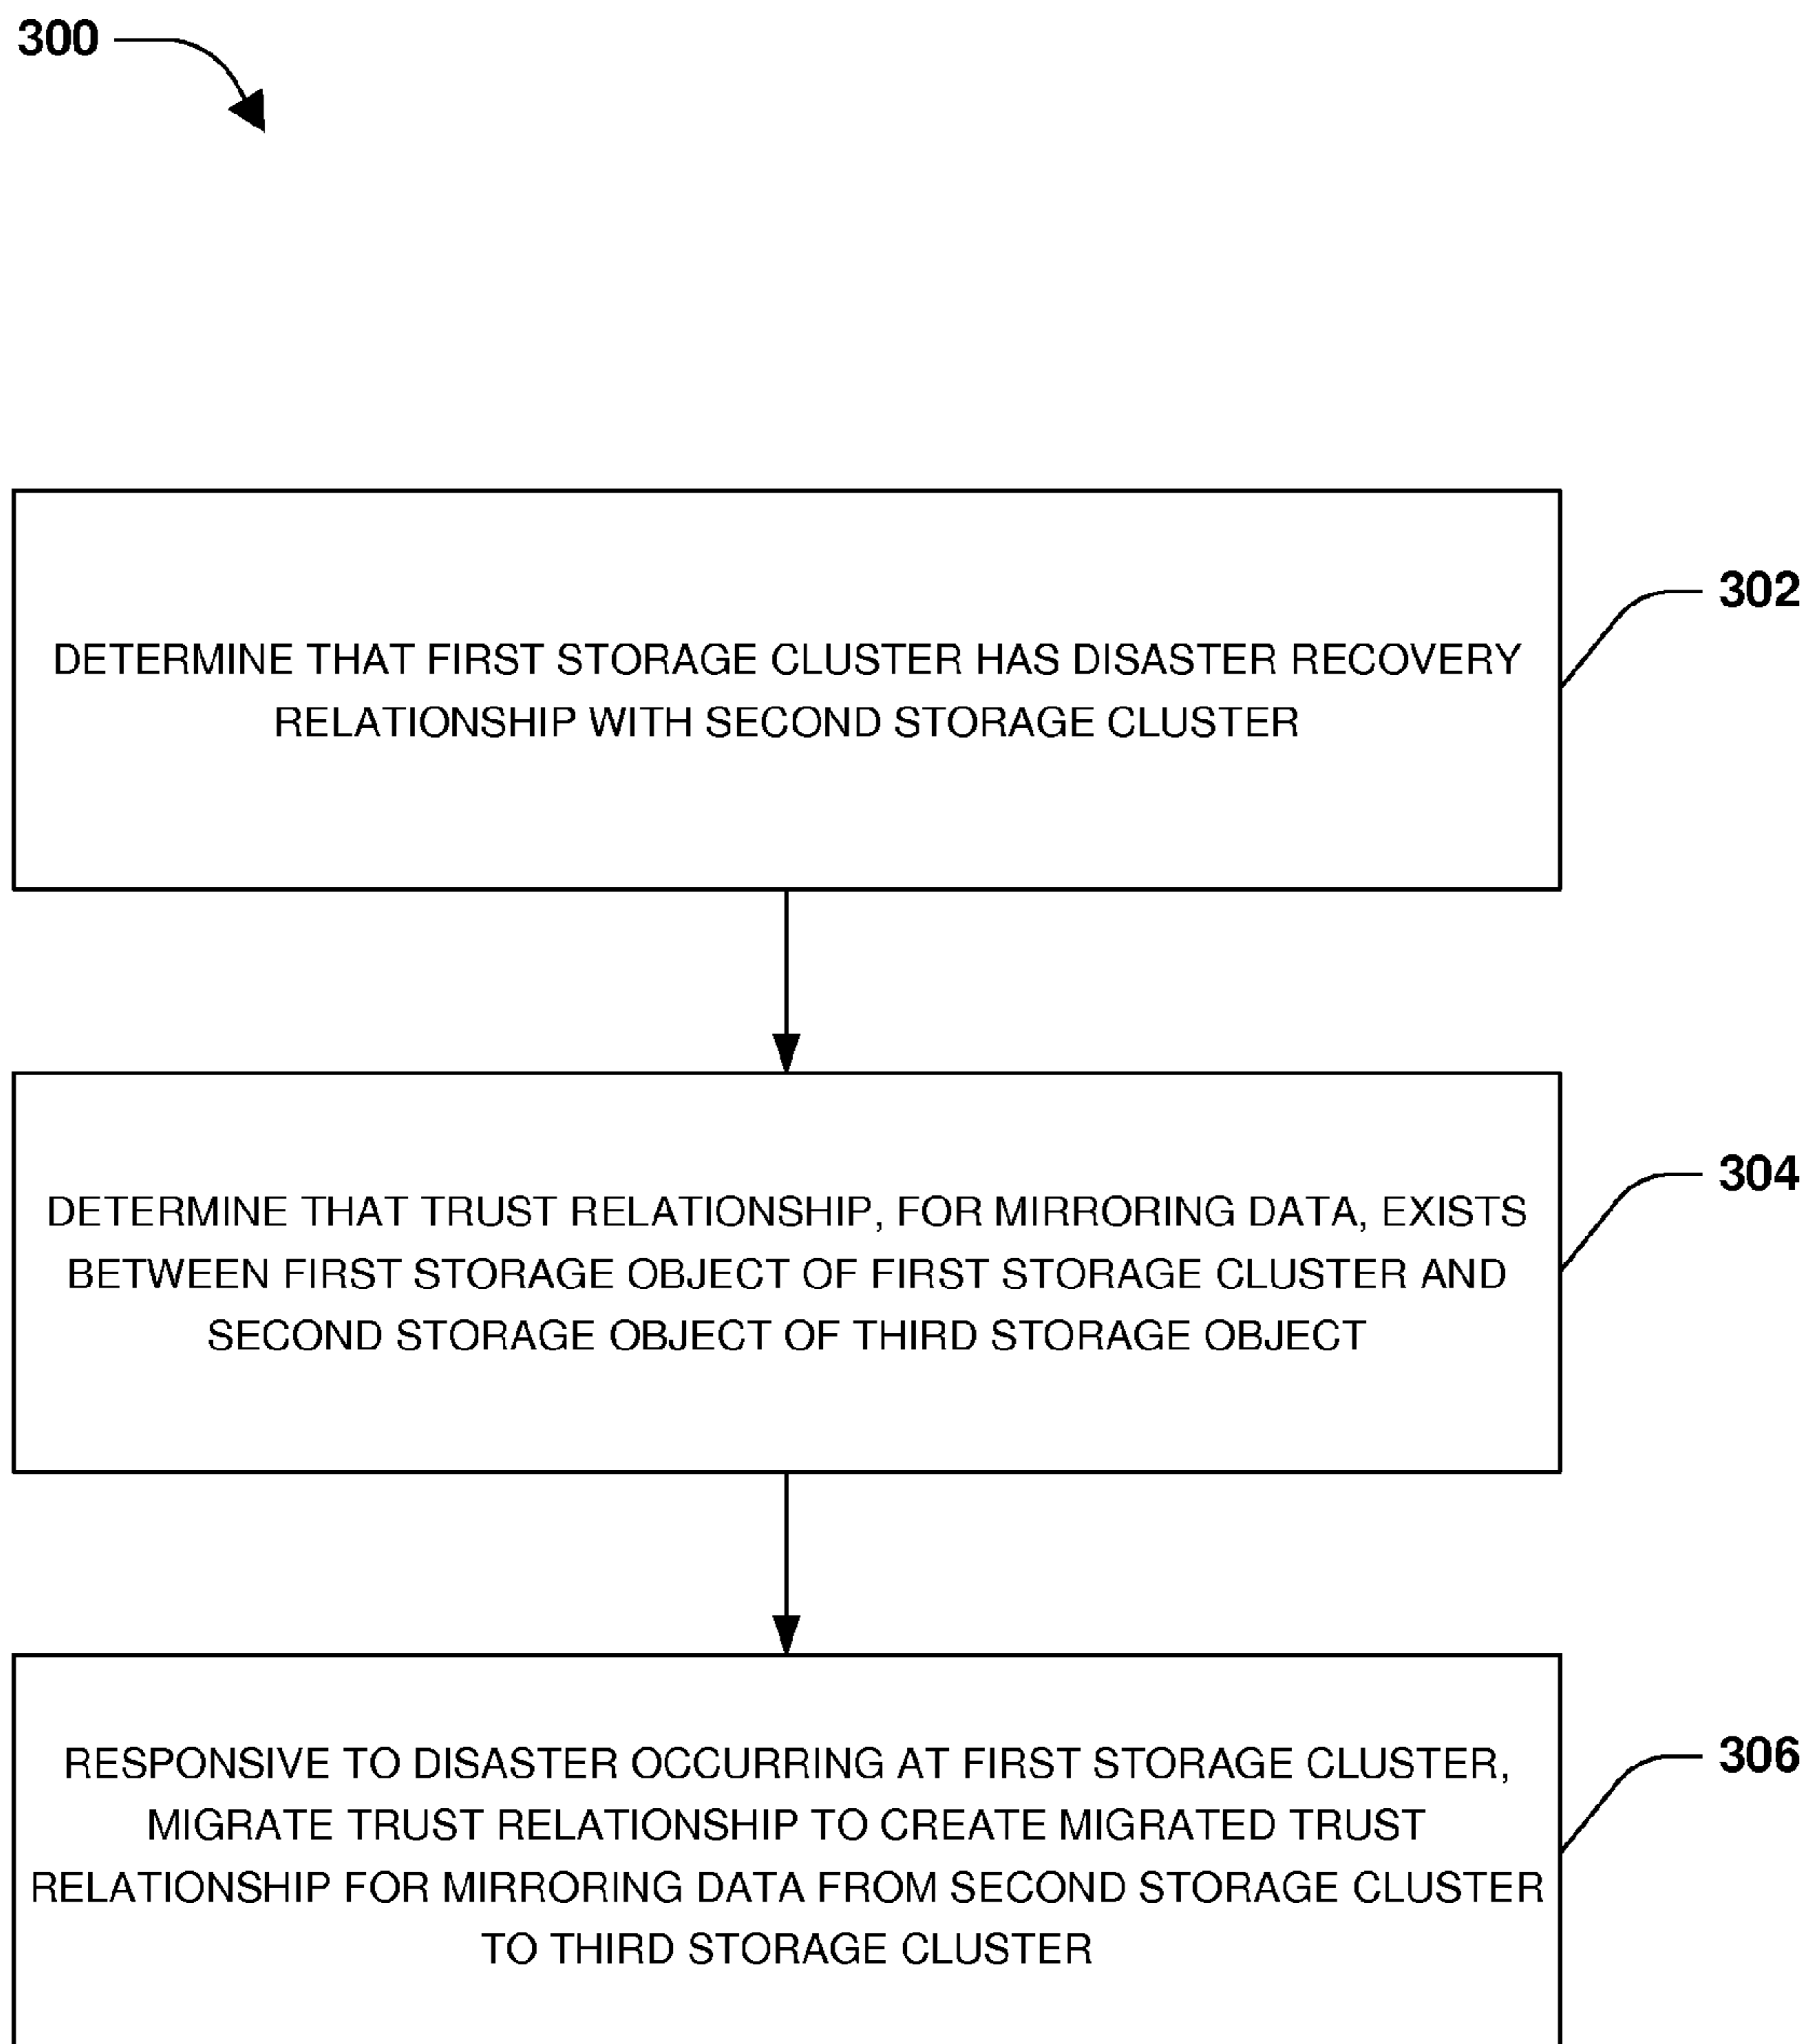 300
DETERMINE THAT FIRST STORAGE CLUSTER HAS DISASTER RECOVERY
RELATIONSHIP WITH SECOND STORAGE CLUSTER
302
DETERMINE THAT TRUST RELATIONSHIP, FOR MIRRORING DATA, EXISTS
BETWEEN FIRST STORAGE OBJECT OF FIRST STORAGE CLUSTER AND
SECOND STORAGE OBJECT OF THIRD STORAGE OBJECT
304
RESPONSIVE TO DISASTER OCCURRING AT FIRST STORAGE CLUSTER,
MIGRATE TRUST RELATIONSHIP TO CREATE MIGRATED TRUST
RELATIONSHIP FOR MIRRORING DATA FROM SECOND STORAGE CLUSTER
TO THIRD STORAGE CLUSTER
306